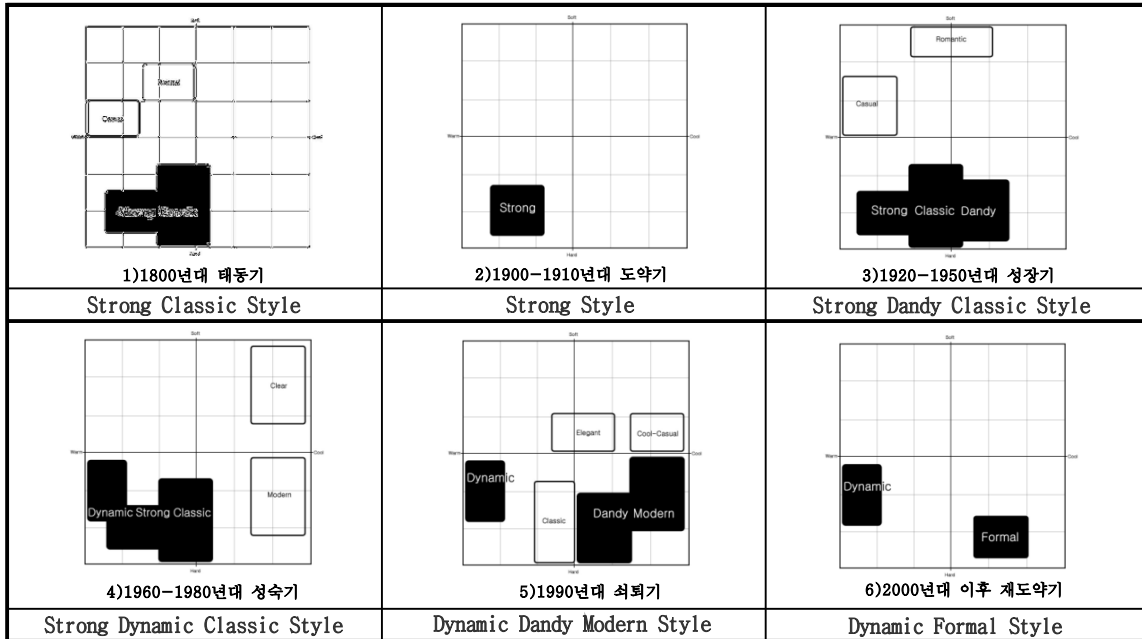 Soft
Casual
Warm
Hard
1)1800년대 태동기
Strong Classic Style
Soft
Warm
Cool
Strong
Hard
2)1900-1910년대 도약기
Strong Style
Soft
Romantic
Casual
Warm
Cool
Strong Classic Dandy
Hard
3)1920-1950년대 성장기
Strong Dandy Classic Style
Soft
Clear
Warm
Cool
Modern
Dynamic Strong Classic
Hard
4)1960-1980년대 성숙기
Strong Dynamic Classic Style
Soft
Elegant
Cool-Casual
Warm
Cool
Dynamic
Classic
Dandy Modern
Hard
5)1990년대 쇠퇴기
Dynamic Dandy Modern Style
Soft
Warm
Cool
Dynamic
Formal
Hard
6)2000년대 이후 재도약기
Dynamic Formal Style